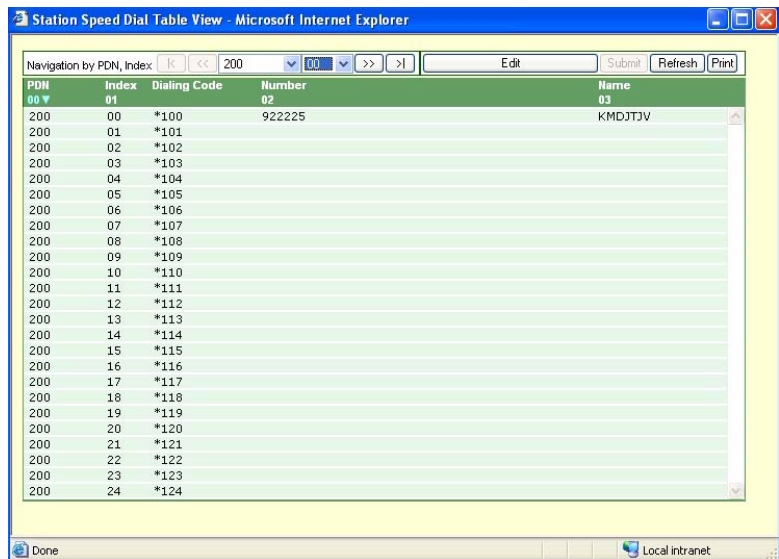 Station Speed Dial Table View - Microsoft Internet Explorer
Navigation by PDN, Index |< << 200 00 >> >| Edit Submit Refresh Print
PDN Index Dialing Code Number Name
00▼ 01 02 03
200 00 *100 922225 KMDJTJV
200 01 *101
200 02 *102
200 03 *103
200 04 *104
200 05 *105
200 06 *106
200 07 *107
200 08 *108
200 09 *109
200 10 *110
200 11 *111
200 12 *112
200 13 *113
200 14 *114
200 15 *115
200 16 *116
200 17 *117
200 18 *118
200 19 *119
200 20 *120
200 21 *121
200 22 *122
200 23 *123
200 24 *124
Done Local intranet